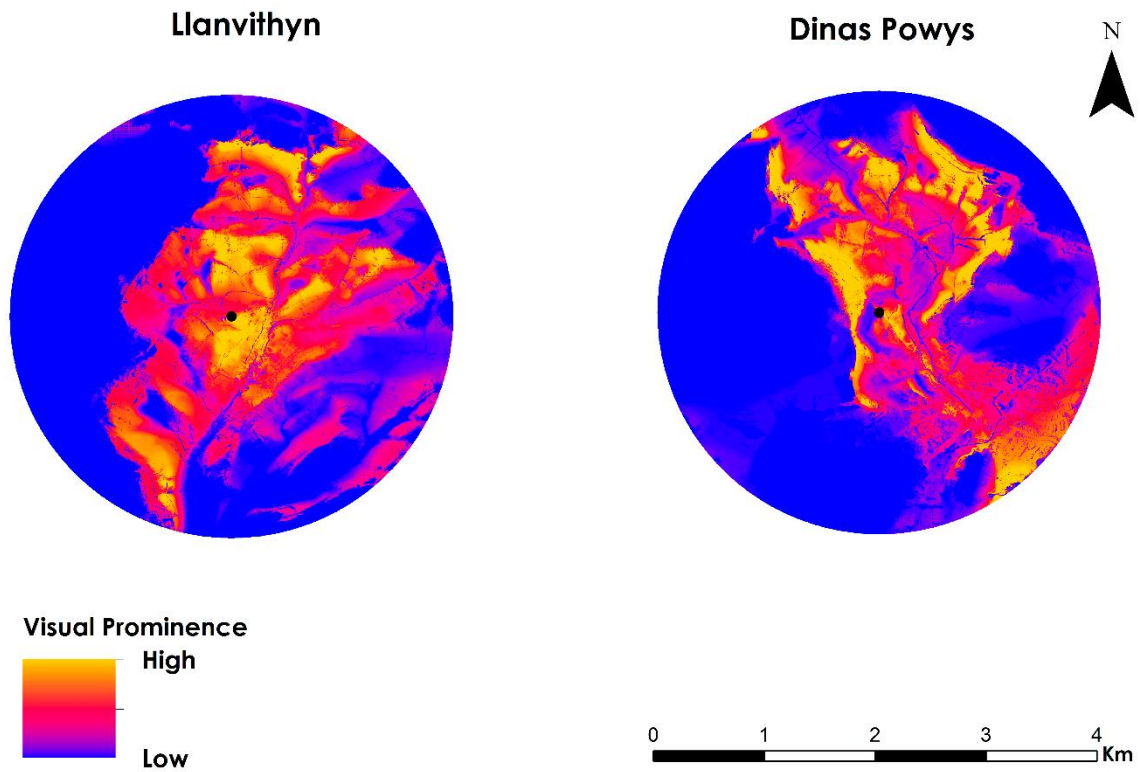 Llanvithyn
Dinas Powys
N
Visual Prominence
High
Low
0 1 2 3 4
Km